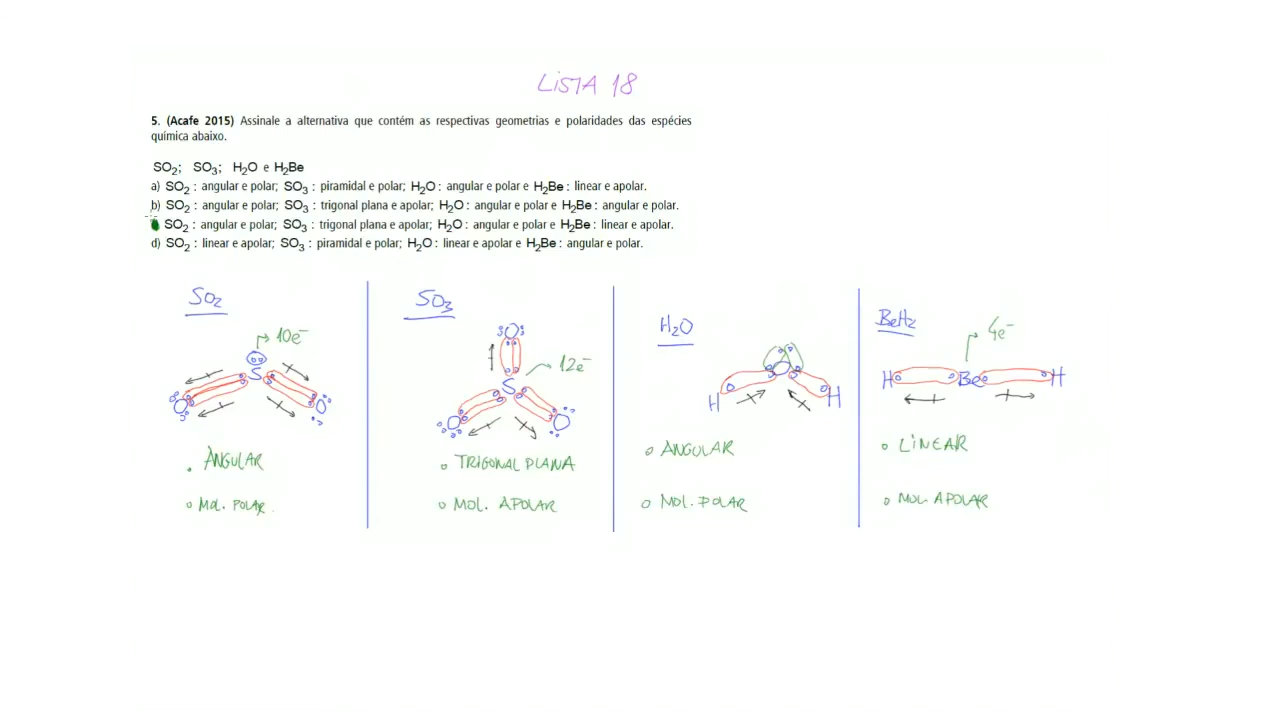 LISTA 18
5. (Acafe 2015) Assinale a alternativa que contém as respectivas geometrias e polaridades das espécies
química abaixo.
SO₂; SO₃; H₂O e H₂Be
a) SO₂ : angular e polar; SO₃ : piramidal e polar; H₂O : angular e polar e H₂Be : linear e apolar.
b) SO₂ : angular e polar; SO₃ : trigonal plana e apolar; H₂O : angular e polar e H₂Be : angular e polar.
SO₂ : angular e polar; SO₃ : trigonal plana e apolar; H₂O : angular e polar e H₂Be : linear e apolar.
d) SO₂ : linear e apolar; SO₃ : piramidal e polar; H₂O : linear e apolar e H₂Be : angular e polar.
SO₂
10e⁻
S
O O
ANGULAR
MOL. POLAR
SO₃
O
12e⁻
S
O O
TRIGONAL PLANA
MOL. APOLAR
H₂O
O
H H
ANGULAR
MOL. POLAR
BeH₂
4e⁻
H Be H
LINEAR
MOL. APOLAR